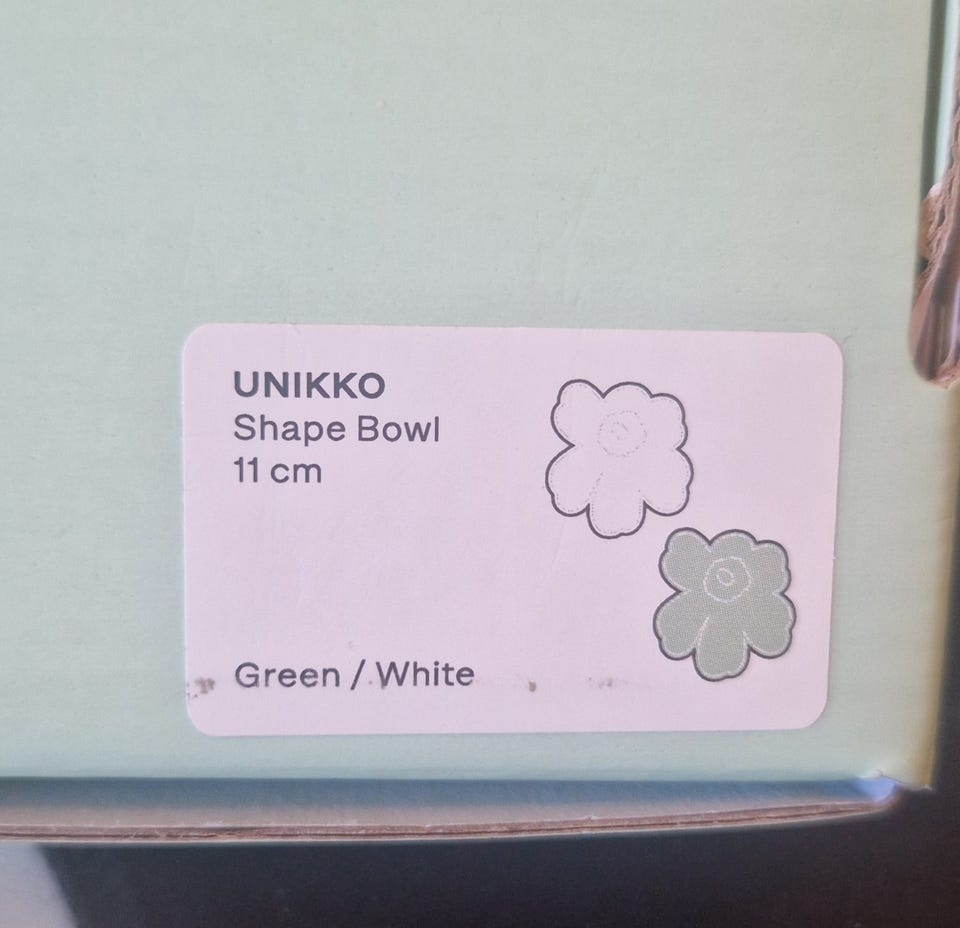 UNIKKO
Shape Bowl
11 cm
Green / White